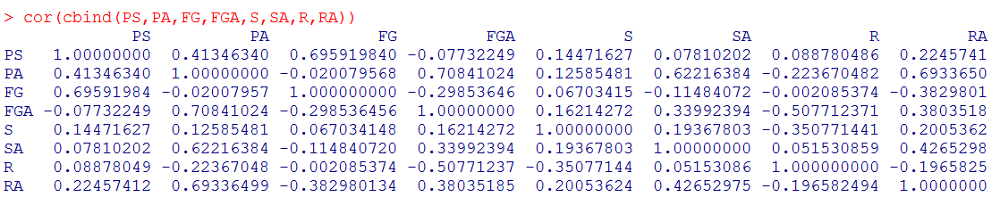 > cor(cbind(PS,PA,FG,FGA,S,SA,R,RA))
PS PA FG FGA S SA R RA
PS 1.00000000 0.41346340 0.695919840 -0.07732249 0.14471627 0.07810202 0.088780486 0.2245741
PA 0.41346340 1.00000000 -0.020079568 0.70841024 0.12585481 0.62216384 -0.223670482 0.6933650
FG 0.69591984 -0.02007957 1.000000000 -0.29853646 0.06703415 -0.11484072 -0.002085374 -0.3829801
FGA -0.07732249 0.70841024 -0.298536456 1.00000000 0.16214272 0.33992394 -0.507712371 0.3803518
S 0.14471627 0.12585481 0.067034148 0.16214272 1.00000000 0.19367803 -0.350771441 0.2005362
SA 0.07810202 0.62216384 -0.114840720 0.33992394 0.19367803 1.00000000 0.051530859 0.4265298
R 0.08878049 -0.22367048 -0.002085374 -0.50771237 -0.35077144 0.05153086 1.000000000 -0.1965825
RA 0.22457412 0.69336499 -0.382980134 0.38035185 0.20053624 0.42652975 -0.196582494 1.0000000